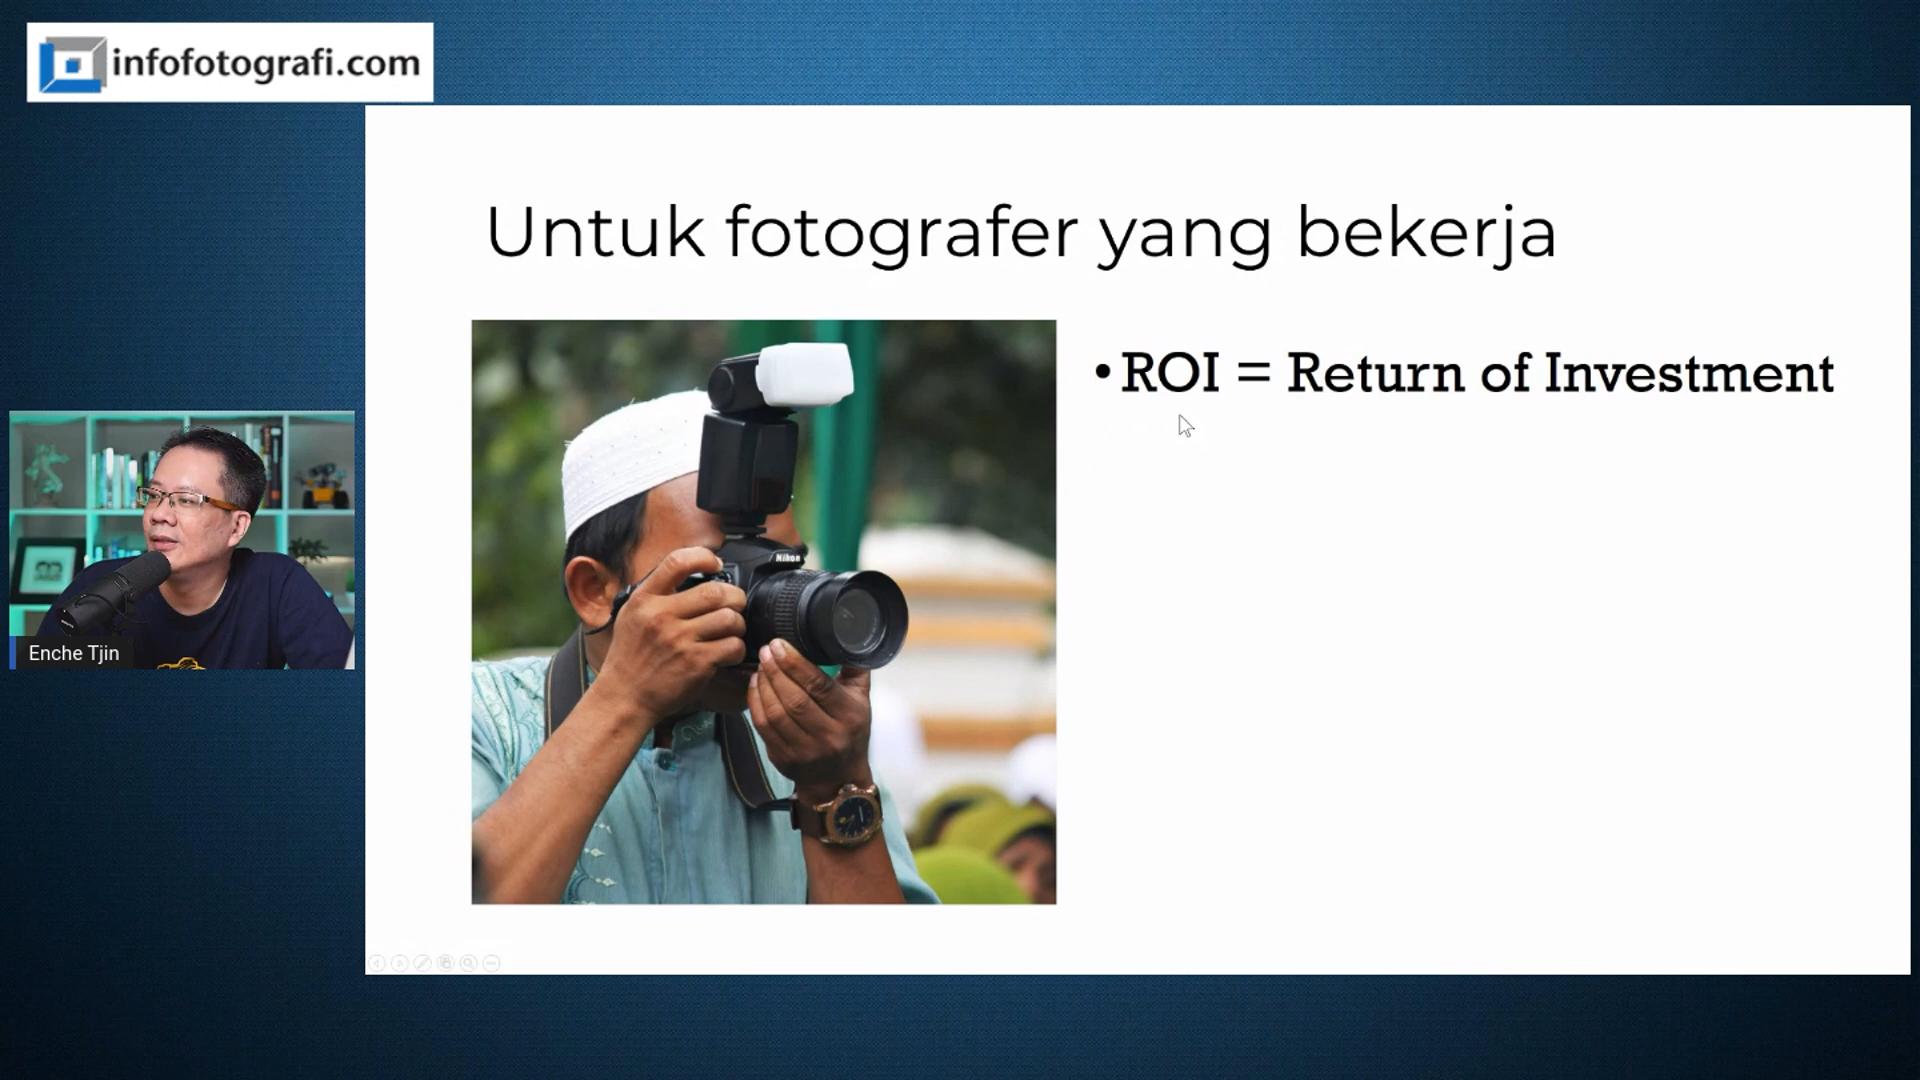 infofotografi.com
Untuk fotografer yang bekerja
• ROI = Return of Investment
Nikon
Enche Tjin